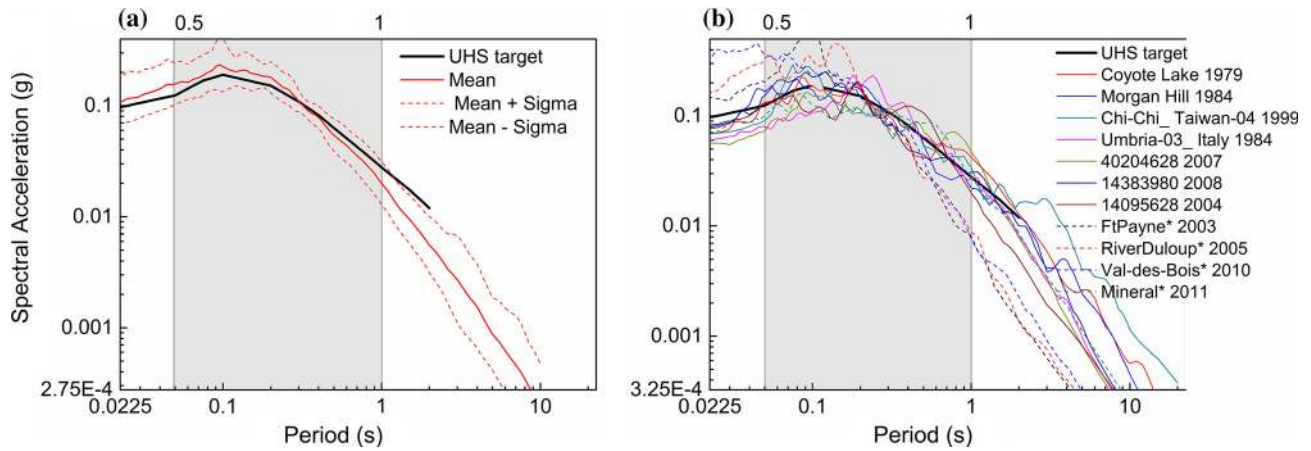 (a)
0.5
1
UHS target
Mean
Mean + Sigma
Mean - Sigma
Spectral Acceleration (g)
0.1
0.01
0.001
2.75E-4
0.0225
0.1
1
10
Period (s)
(b)
0.5
1
UHS target
Coyote Lake 1979
Morgan Hill 1984
Chi-Chi_ Taiwan-04 1999
Umbria-03_ Italy 1984
40204628 2007
14383980 2008
14095628 2004
FtPayne* 2003
RiverDuloup* 2005
Val-des-Bois* 2010
Mineral* 2011
0.1
0.01
0.001
3.25E-4
0.0225
0.1
1
10
Period (s)